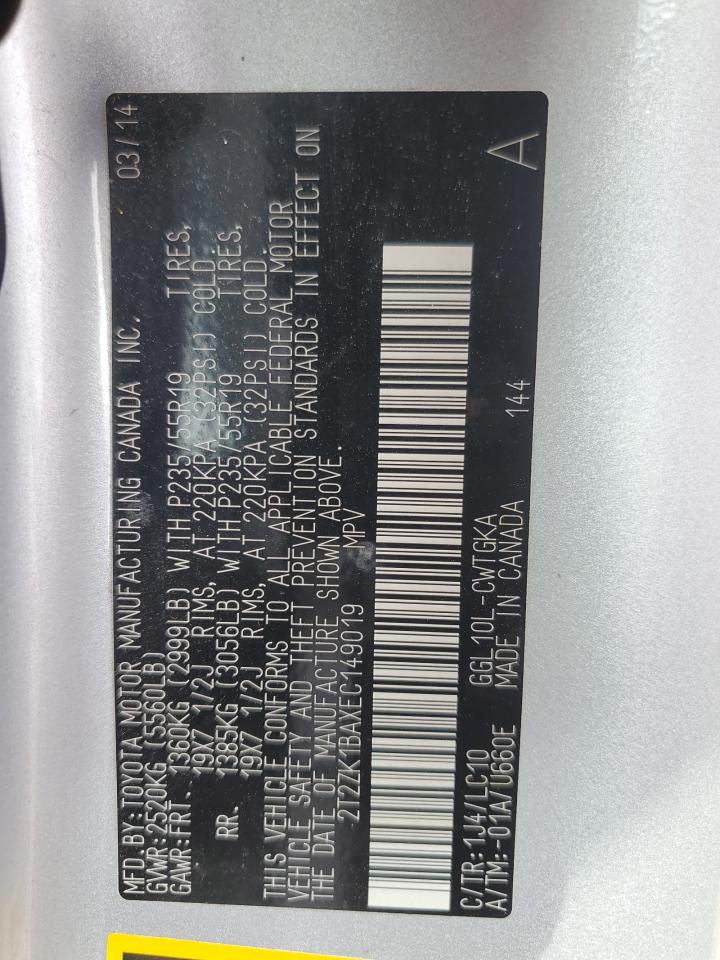 MFD.BY:TOYOTA MOTOR MANUFACTURING CANADA INC. 03/14
GVWR:2520KG (5560LB)
GAWR:FRT. 1360KG (2999LB) WITH P235/55R19 TIRES,
19X7 1/2J RIMS, AT 220KPA (32PSI) COLD.
RR. 1385KG (3056LB) WITH P235/55R19 TIRES,
19X7 1/2J RIMS, AT 220KPA (32PSI) COLD.
THIS VEHICLE CONFORMS TO ALL APPLICABLE FEDERAL MOTOR
VEHICLE SAFETY AND THEFT PREVENTION STANDARDS IN EFFECT ON
THE DATE OF MANUFACTURE SHOWN ABOVE.
2T2ZK1BAXEC149019 MPV
C/TR:1J4/LC10 GGL10L-CWTGKA A
A/TM:-01A/U660E MADE IN CANADA 144